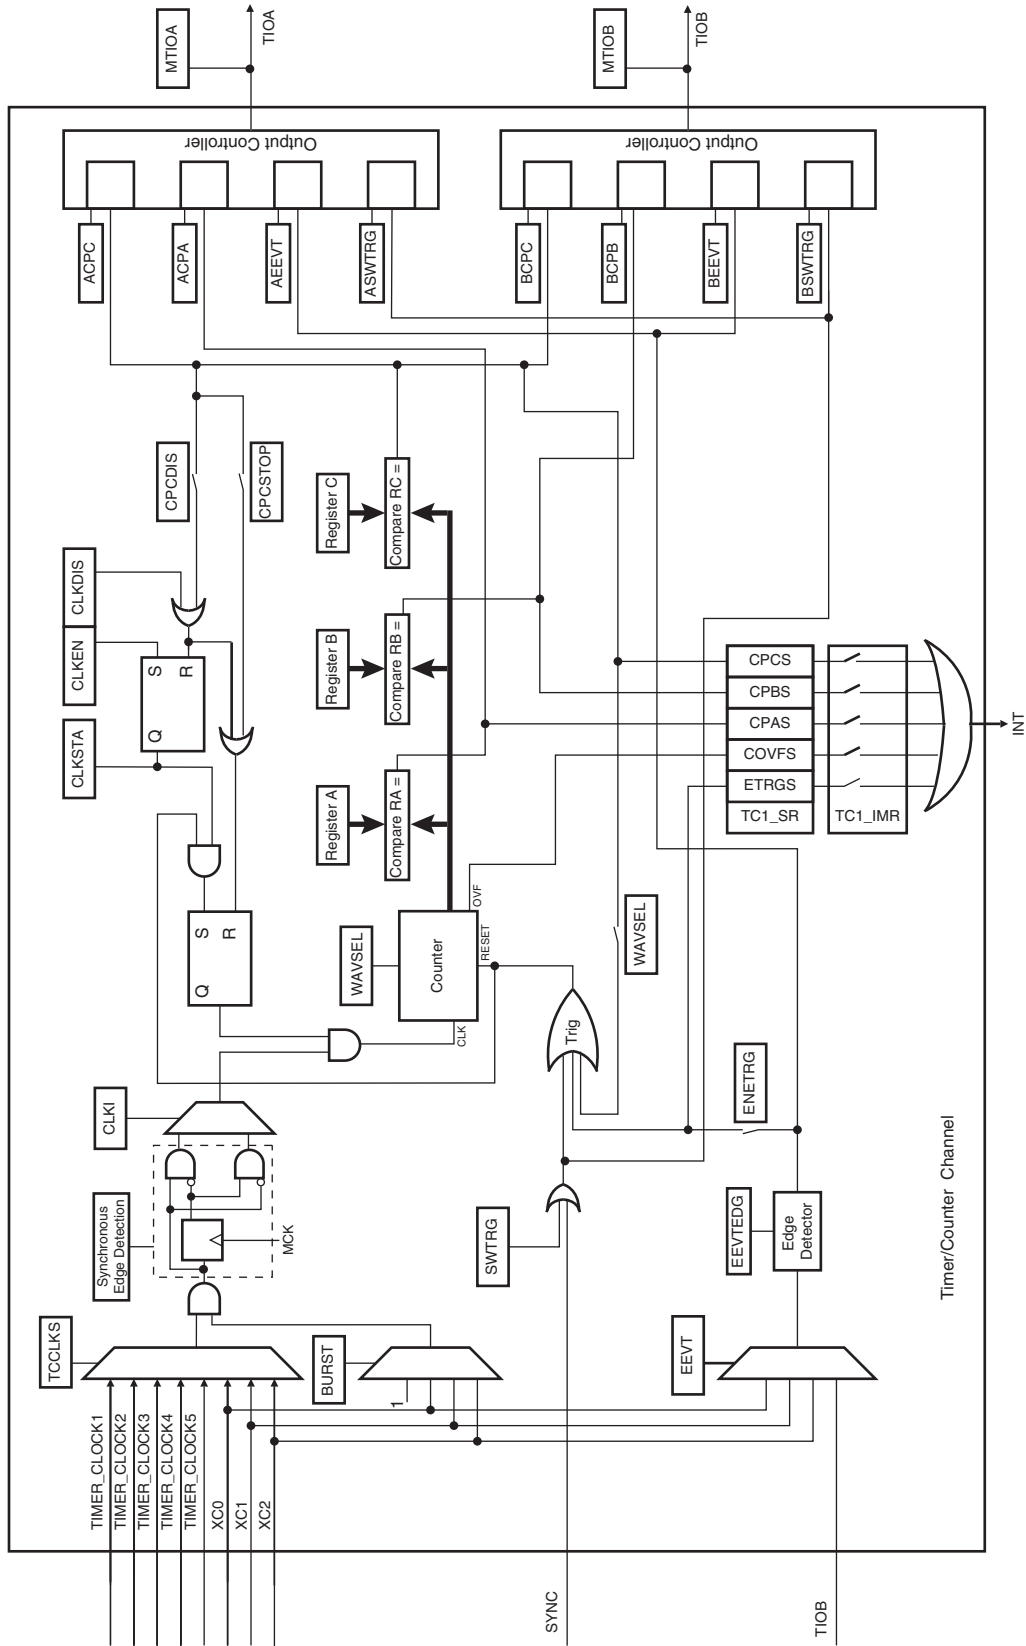 TIMER_CLOCK1
TIMER_CLOCK2
TIMER_CLOCK3
TIMER_CLOCK4
TIMER_CLOCK5
XC0
XC1
XC2
TCCLKS
Synchronous
Edge Detection
MCK
CLKI
BURST
1
CLKSTA
CLKEN
CLKDIS
Q
S
R
Q
S
R
CPCDIS
CPCSTOP
Register A
Register B
Register C
Compare RA =
Compare RB =
Compare RC =
WAVSEL
Counter
CLK
RESET
OVF
ACPC
ACPA
AEEVT
ASWTRG
Output Controller
MTIOA
TIOA
BCPC
BCPB
BEEVT
BSWTRG
Output Controller
MTIOB
TIOB
SYNC
SWTRG
Trig
WAVSEL
TIOB
EEVT
EEVTEDG
Edge
Detector
ENETRG
CPCS
CPBS
CPAS
COVFS
ETRGS
TC1_SR
TC1_IMR
INT
Timer/Counter Channel